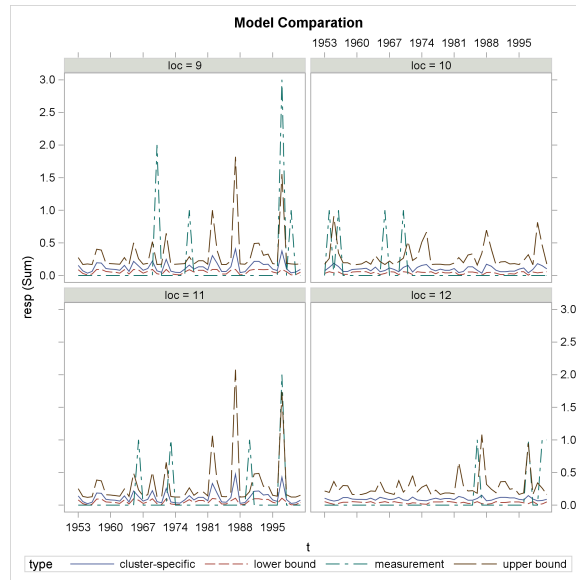 Model Comparation
1953 1960 1967 1974 1981 1988 1995
loc = 9 loc = 10
3.0
2.5
2.0
1.5
1.0
0.5
0.0
resp (Sum)
loc = 11 loc = 12
3.0
2.5
2.0
1.5
1.0
0.5
0.0
1953 1960 1967 1974 1981 1988 1995
t
type cluster-specific lower bound measurement upper bound